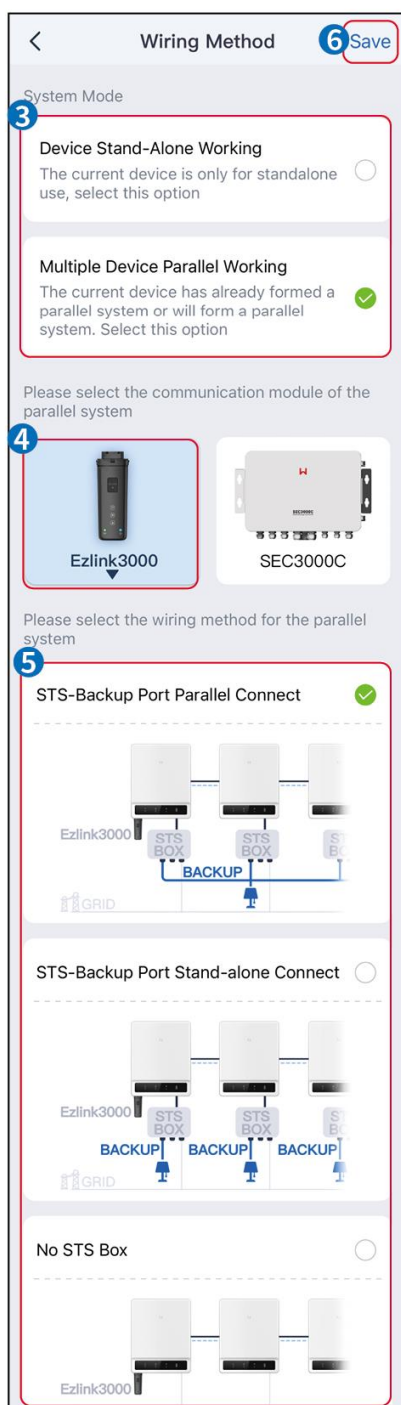 Wiring Method
6
Save
System Mode
3
Device Stand-Alone Working
The current device is only for standalone
use, select this option
Multiple Device Parallel Working
The current device has already formed a
parallel system or will form a parallel
system. Select this option
Please select the communication module of the
parallel system
4
SEC3000C
Ezlink3000
SEC3000C
Please select the wiring method for the parallel
system
5
STS-Backup Port Parallel Connect
Ezlink3000
STS
BOX
STS
BOX
BACKUP
GRID
STS-Backup Port Stand-alone Connect
Ezlink3000
STS
BOX
STS
BOX
BACKUP
BACKUP
BACKUP
GRID
No STS Box
Ezlink3000